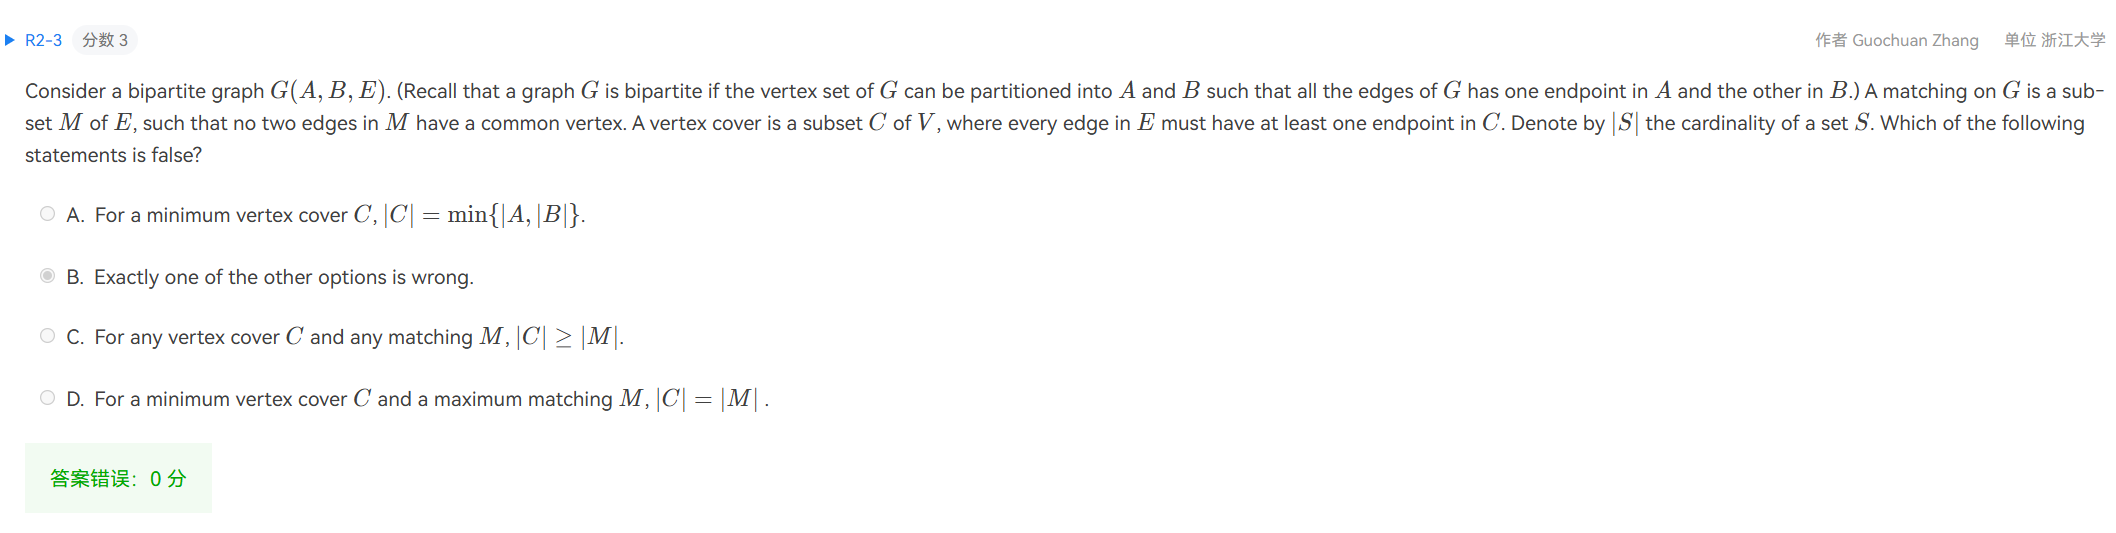 R2-3 分数 3 作者 Guochuan Zhang 单位 浙江大学
Consider a bipartite graph G(A, B, E). (Recall that a graph G is bipartite if the vertex set of G can be partitioned into A and B such that all the edges of G has one endpoint in A and the other in B.) A matching on G is a sub-
set M of E, such that no two edges in M have a common vertex. A vertex cover is a subset C of V, where every edge in E must have at least one endpoint in C. Denote by |S| the cardinality of a set S. Which of the following
statements is false?
A. For a minimum vertex cover C, |C| = min{|A, |B|}.
B. Exactly one of the other options is wrong.
C. For any vertex cover C and any matching M, |C| ≥ |M|.
D. For a minimum vertex cover C and a maximum matching M, |C| = |M| .
答案错误：0 分